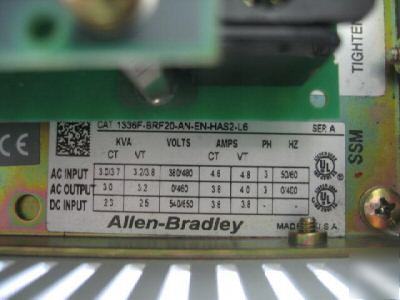 TIGHTEN
CAT 1336F-BRF20-AN-EN-HAS2-L6 SER A
KVA VOLTS AMPS PH HZ
CT VT CT VT
AC INPUT 3.0/3.7 3.2/3.8 380/480 4.6 4.8 3 50/60
AC OUTPUT 3.0 3.2 0/460 3.8 4.0 3 0/400
DC INPUT 2.3 2.5 540/650 3.6 3.8 -
Allen-Bradley MADE U.S.A.
CE
UL
UL
SSM